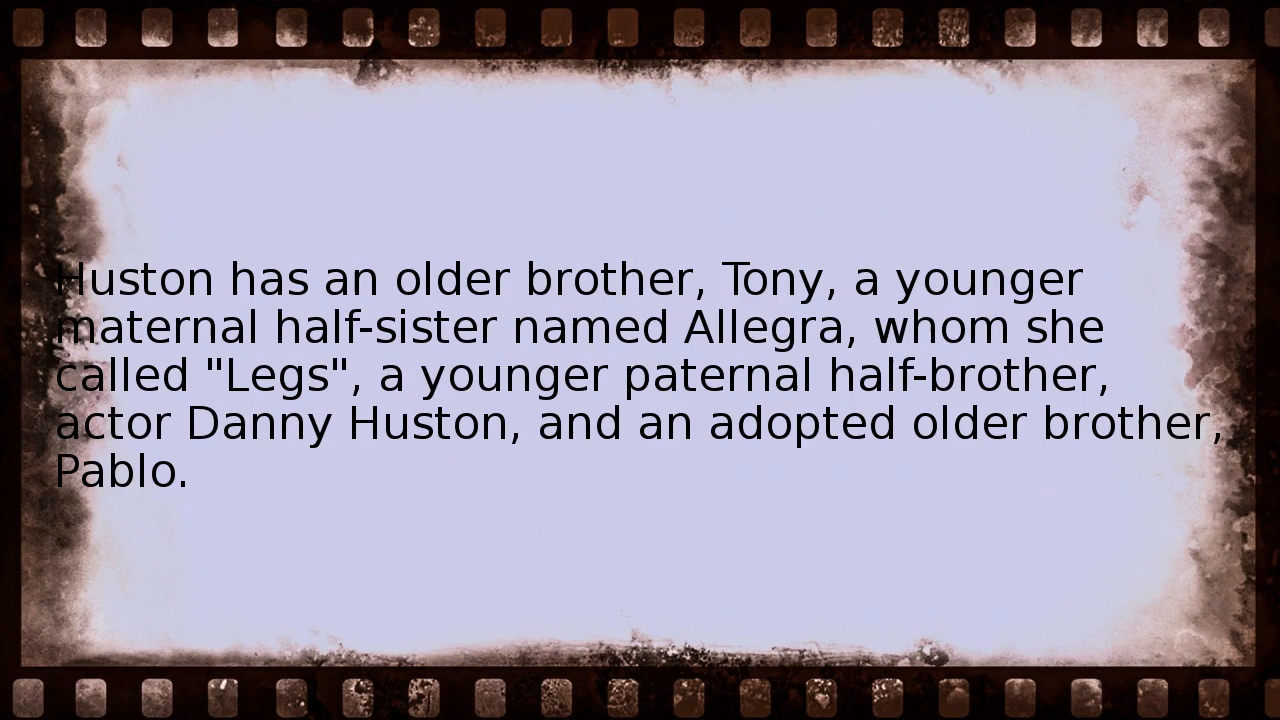 Huston has an older brother, Tony, a younger
maternal half-sister named Allegra, whom she
called "Legs", a younger paternal half-brother,
actor Danny Huston, and an adopted older brother,
Pablo.